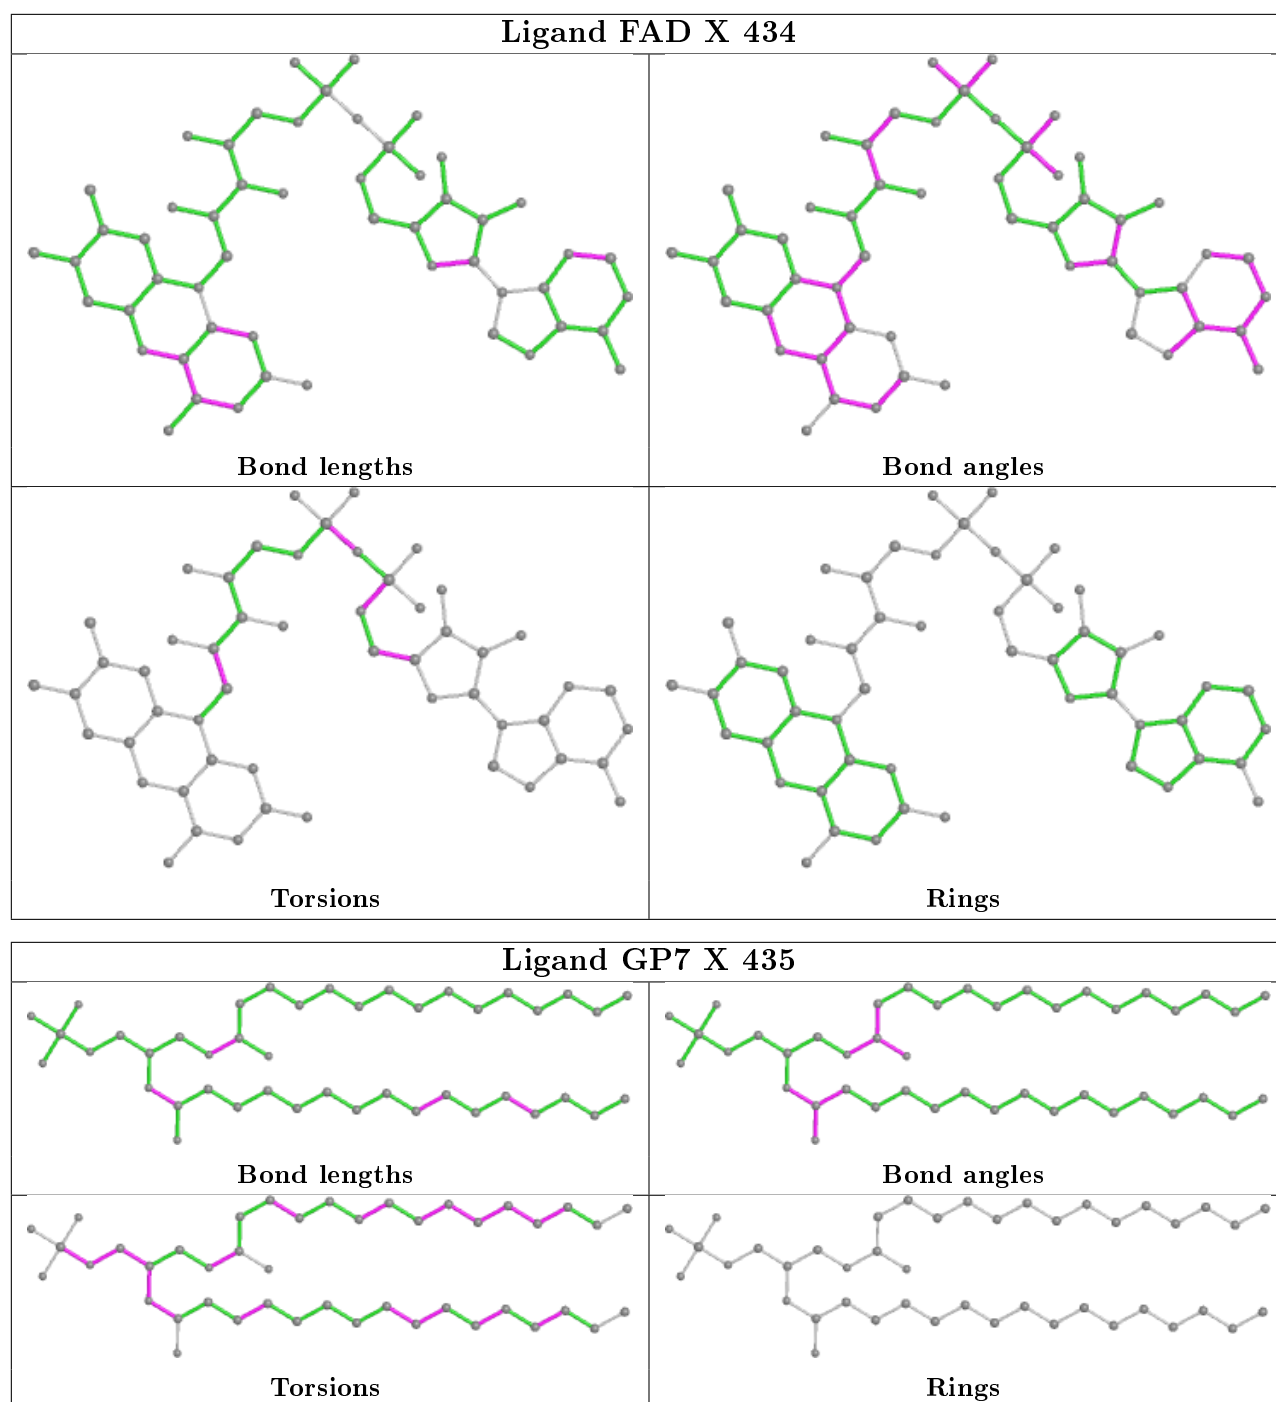 Ligand FAD X 434
Bond lengths
Bond angles
Torsions
Rings
Ligand GP7 X 435
Bond lengths
Bond angles
Torsions
Rings